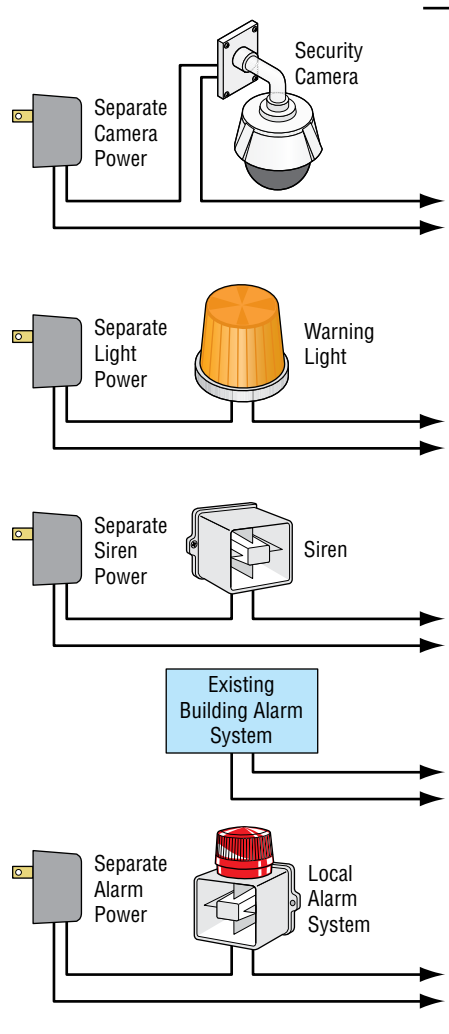 Security
Camera
Separate
Camera
Power
Separate
Light
Power
Warning
Light
Separate
Siren
Power
Siren
Existing
Building Alarm
System
Separate
Alarm
Power
Local
Alarm
System